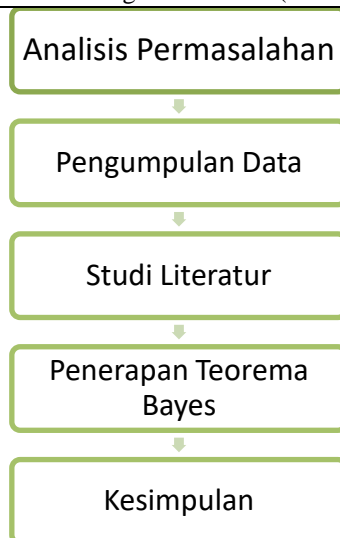 Analisis Permasalahan
Pengumpulan Data
Studi Literatur
Penerapan Teorema
Bayes
Kesimpulan